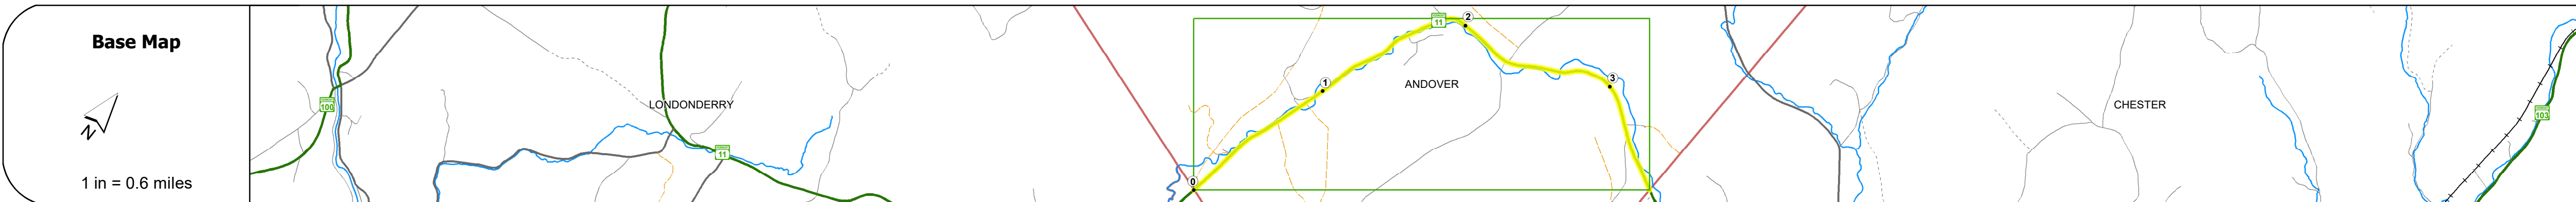 Base Map
N
1 in = 0.6 miles
100
LONDONDERRY
11
0
1
ANDOVER
11
2
3
CHESTER
103